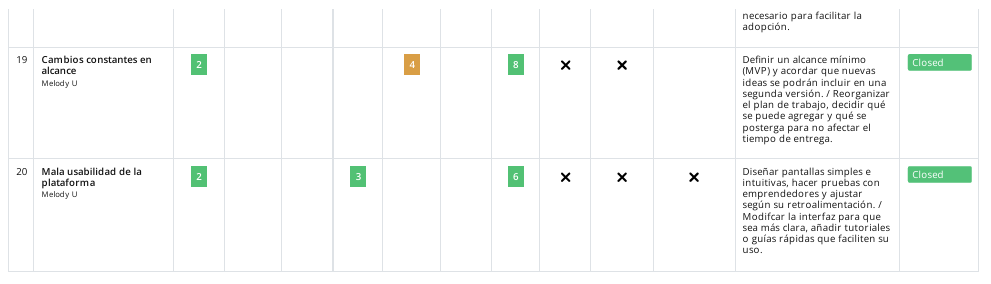 necesario para facilitar la
adopción.
19
Cambios constantes en
alcance
Melody U
2
4
8
Definir un alcance mínimo
(MVP) y acordar que nuevas
ideas se podrán incluir en una
segunda versión. / Reorganizar
el plan de trabajo, decidir qué
se puede agregar y qué se
posterga para no afectar el
tiempo de entrega.
Closed
20
Mala usabilidad de la
plataforma
Melody U
2
3
6
Diseñar pantallas simples e
intuitivas, hacer pruebas con
emprendedores y ajustar
según su retroalimentación. /
Modifcar la interfaz para que
sea más clara, añadir tutoriales
o guías rápidas que faciliten su
uso.
Closed